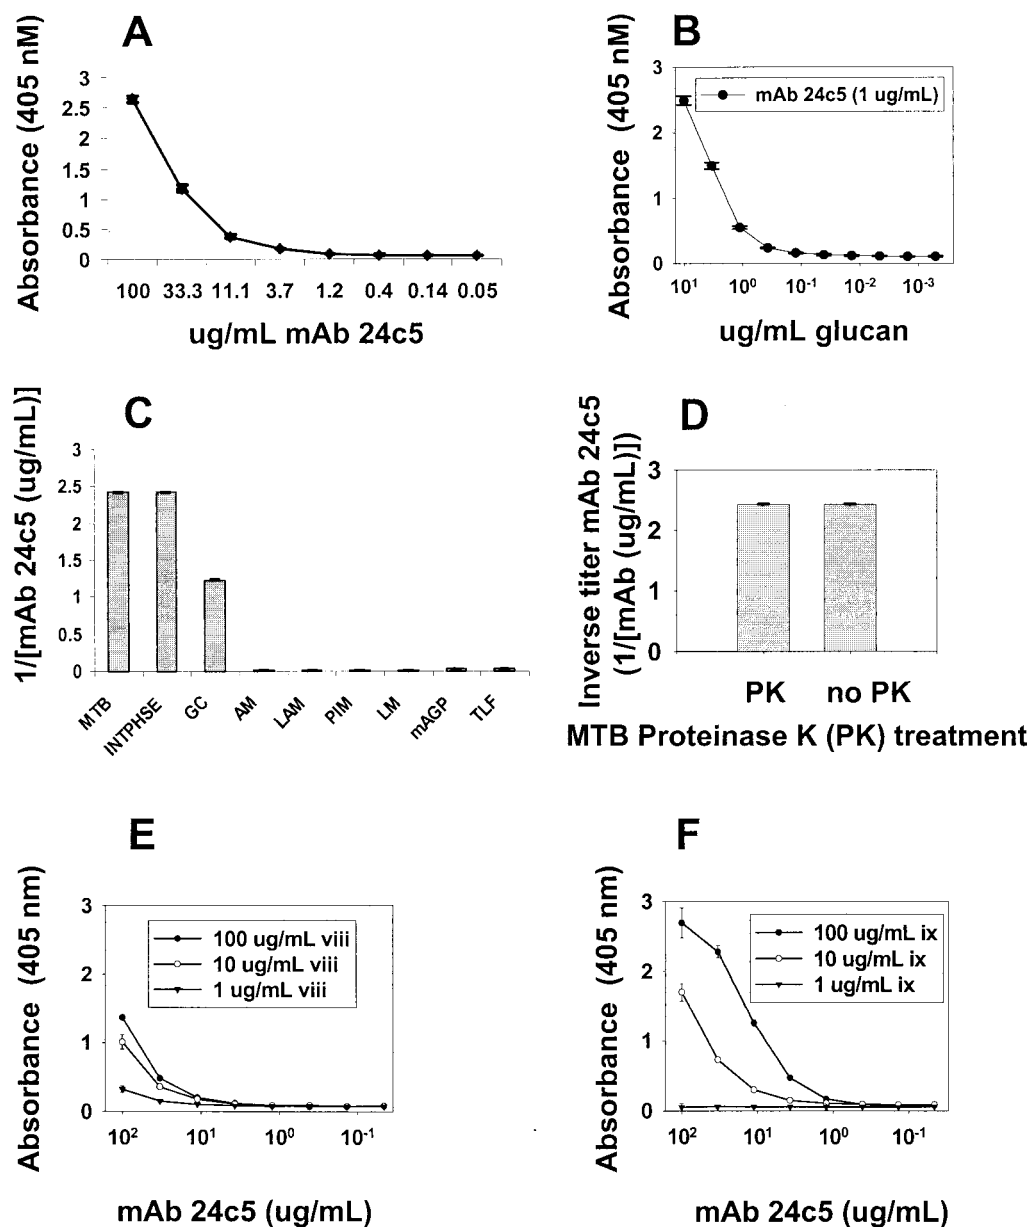 A
Absorbance (405 nM)
3
2.5
2
1.5
1
0.5
0
100 33.3 11.1 3.7 1.2 0.4 0.14 0.05
ug/mL mAb 24c5
B
Absorbance (405 nM)
3
2
1
0
mAb 24c5 (1 ug/mL)
10¹ 10⁰ 10⁻¹ 10⁻² 10⁻³
ug/mL glucan
C
1/[mAb 24c5 (ug/mL)]
3
2.5
2
1.5
1
0.5
0
MTB INTPHSE GC AM LAM PIM LM mAGP TLF
D
Inverse titer mAb 24c5
(1/[mAb (ug/mL)])
3
2
1
0
PK no PK
MTB Proteinase K (PK) treatment
E
Absorbance (405 nm)
3
2
1
0
100 ug/mL viii
10 ug/mL viii
1 ug/mL viii
10² 10¹ 10⁰ 10⁻¹
mAb 24c5 (ug/mL)
F
Absorbance (405 nm)
3
2
1
0
100 ug/mL ix
10 ug/mL ix
1 ug/mL ix
10² 10¹ 10⁰ 10⁻¹
mAb 24c5 (ug/mL)